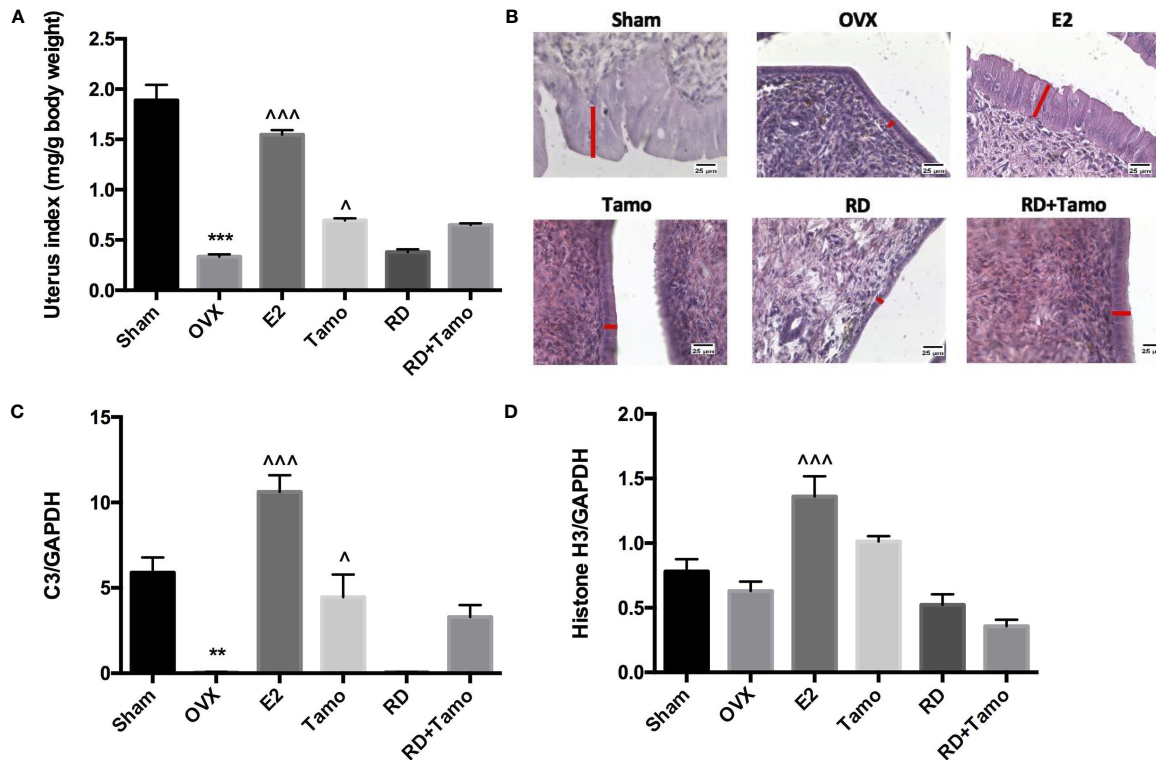 A
Uterus index (mg/g body weight)
2.5
2.0
1.5
1.0
0.5
0.0
***
^^^
^
Sham
OVX
E2
Tamo
RD
RD+Tamo
B
Sham
OVX
E2
25 µm
25 µm
25 µm
Tamo
RD
RD+Tamo
25 µm
25 µm
25 µm
C
C3/GAPDH
15
10
5
0
**
^^^
^
Sham
OVX
E2
Tamo
RD
RD+Tamo
D
Histone H3/GAPDH
2.0
1.5
1.0
0.5
0.0
^^^
Sham
OVX
E2
Tamo
RD
RD+Tamo